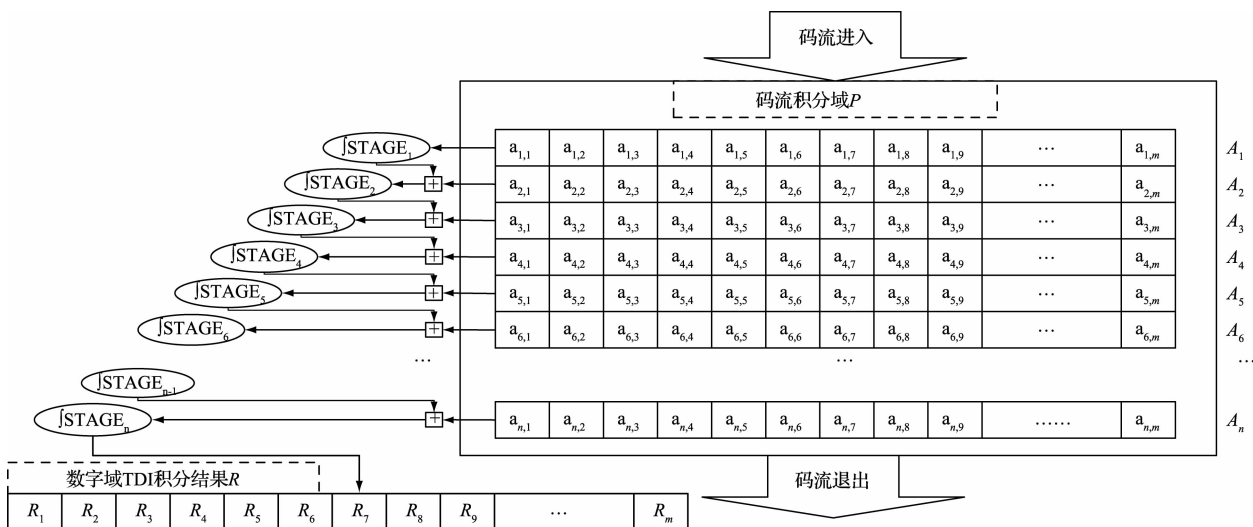 码流进入
码流积分域P
∫STAGE1 a1,1 a1,2 a1,3 a1,4 a1,5 a1,6 a1,7 a1,8 a1,9 … a1,m A1
∫STAGE2 + a2,1 a2,2 a2,3 a2,4 a2,5 a2,6 a2,7 a2,8 a2,9 … a2,m A2
∫STAGE3 + a3,1 a3,2 a3,3 a3,4 a3,5 a3,6 a3,7 a3,8 a3,9 … a3,m A3
∫STAGE4 + a4,1 a4,2 a4,3 a4,4 a4,5 a4,6 a4,7 a4,8 a4,9 … a4,m A4
∫STAGE5 + a5,1 a5,2 a5,3 a5,4 a5,5 a5,6 a5,7 a5,8 a5,9 … a5,m A5
∫STAGE6 + a6,1 a6,2 a6,3 a6,4 a6,5 a6,6 a6,7 a6,8 a6,9 … a6,m A6
… … …
∫STAGEn-1
∫STAGEn + an,1 an,2 an,3 an,4 an,5 an,6 an,7 an,8 an,9 …… an,m An
数字域TDI积分结果R 码流退出
R1 R2 R3 R4 R5 R6 R7 R8 R9 … Rm